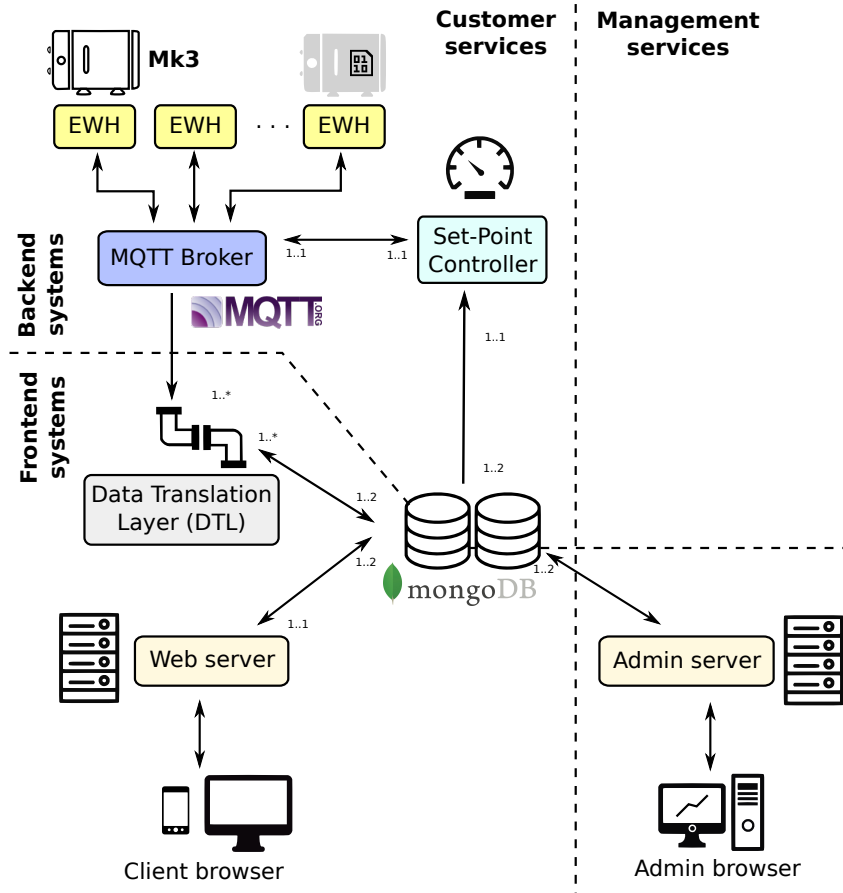 Customer
services
Management
services
Mk3
01
10
EWH
EWH
. . .
EWH
MQTT Broker
1..1
1..1
Set-Point
Controller
Backend
systems
MQTT
.ORG
1..1
Frontend
systems
1..*
1..*
Data Translation
Layer (DTL)
1..2
1..2
1..2
1..2
mongoDB
1..1
Web server
Admin server
Client browser
Admin browser